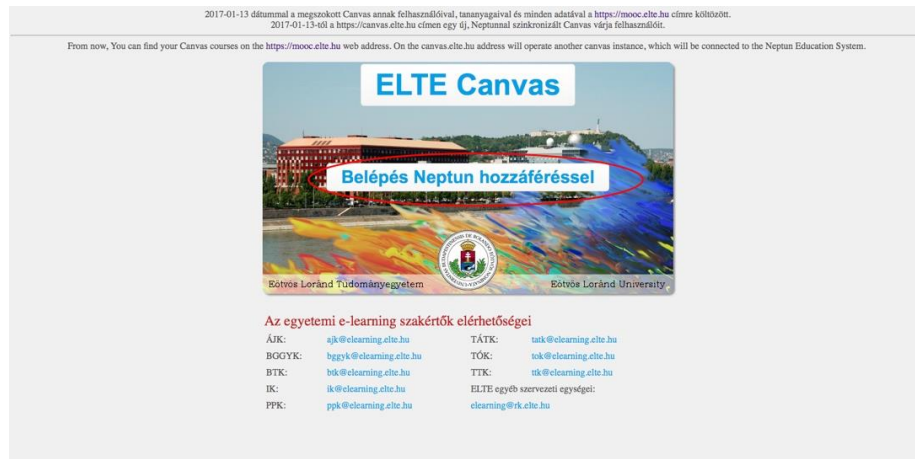 2017-01-13 dátummal a megszokott Canvas annak felhasználóival, tananyagaival és minden adatával a https://mooc.elte.hu címre költözött.
2017-01-13-tól a https://canvas.elte.hu címen egy új, Neptunnal szinkronizált Canvas várja felhasználóit.
From now, You can find your Canvas courses on the https://mooc.elte.hu web address. On the canvas.elte.hu address will operate another canvas instance, which will be connected to the Neptun Education System.
ELTE Canvas
Belépés Neptun hozzáféréssel
Eötvös Loránd Tudományegyetem
Eötvös Loránd University
Az egyetemi e-learning szakértők elérhetőségei
ÁJK: ajk@elearning.elte.hu TÁTK: tatk@elearning.elte.hu
BGGYK: bggyk@elearning.elte.hu TÓK: tok@elearning.elte.hu
BTK: btk@elearning.elte.hu TTK: ttk@elearning.elte.hu
IK: ik@elearning.elte.hu ELTE egyéb szervezeti egységei:
PPK: ppk@elearning.elte.hu elearning@rk.elte.hu